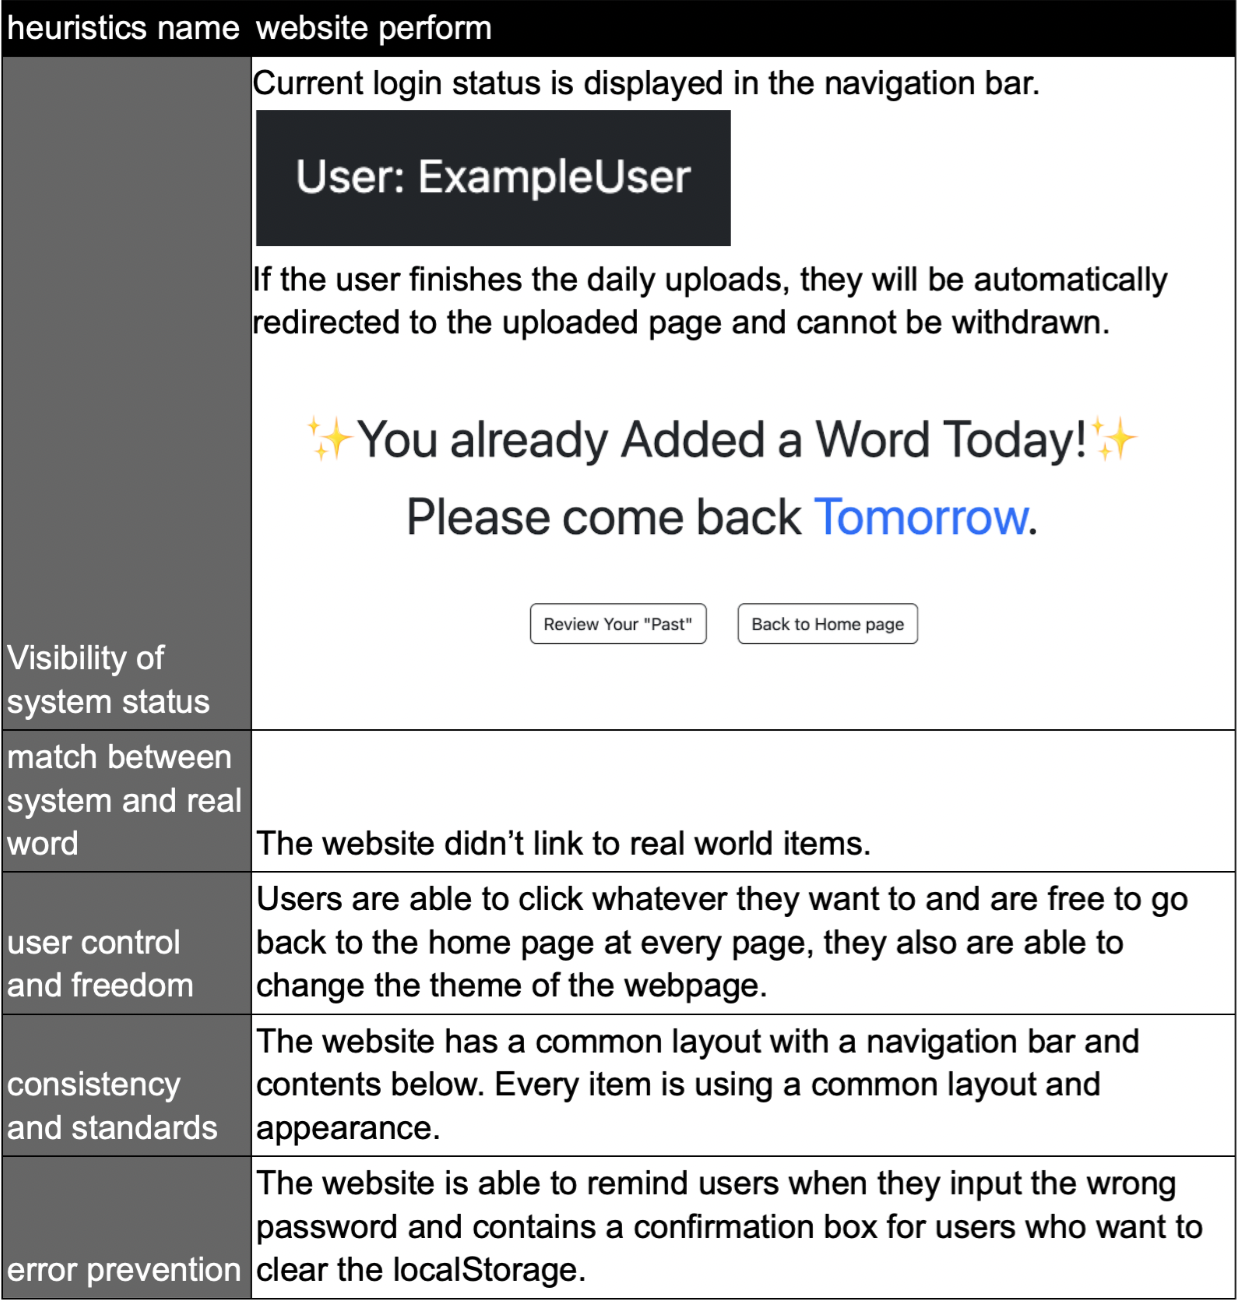 heuristics name website perform
Current login status is displayed in the navigation bar.
User: ExampleUser
If the user finishes the daily uploads, they will be automatically
redirected to the uploaded page and cannot be withdrawn.
✨You already Added a Word Today!✨
Please come back Tomorrow.
Review Your "Past" Back to Home page
Visibility of
system status
match between
system and real
word
The website didn’t link to real world items.
user control
and freedom
Users are able to click whatever they want to and are free to go
back to the home page at every page, they also are able to
change the theme of the webpage.
consistency
and standards
The website has a common layout with a navigation bar and
contents below. Every item is using a common layout and
appearance.
error prevention
The website is able to remind users when they input the wrong
password and contains a confirmation box for users who want to
clear the localStorage.